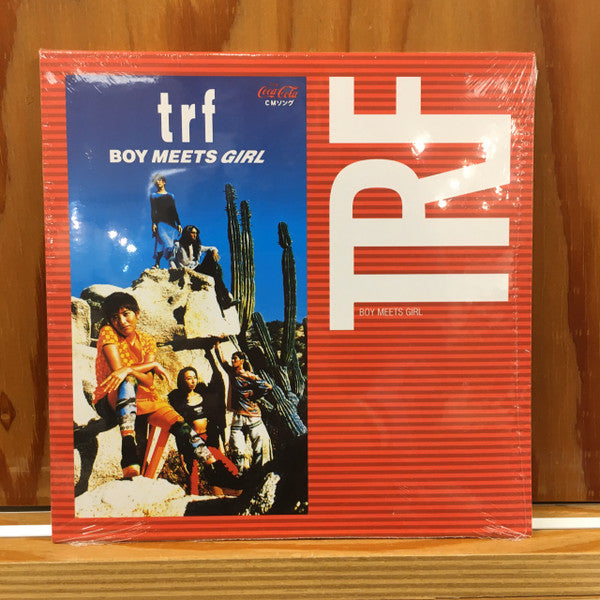 trf
BOY MEETS GIRL
Coca-Cola
CMソング
TRF
BOY MEETS GIRL